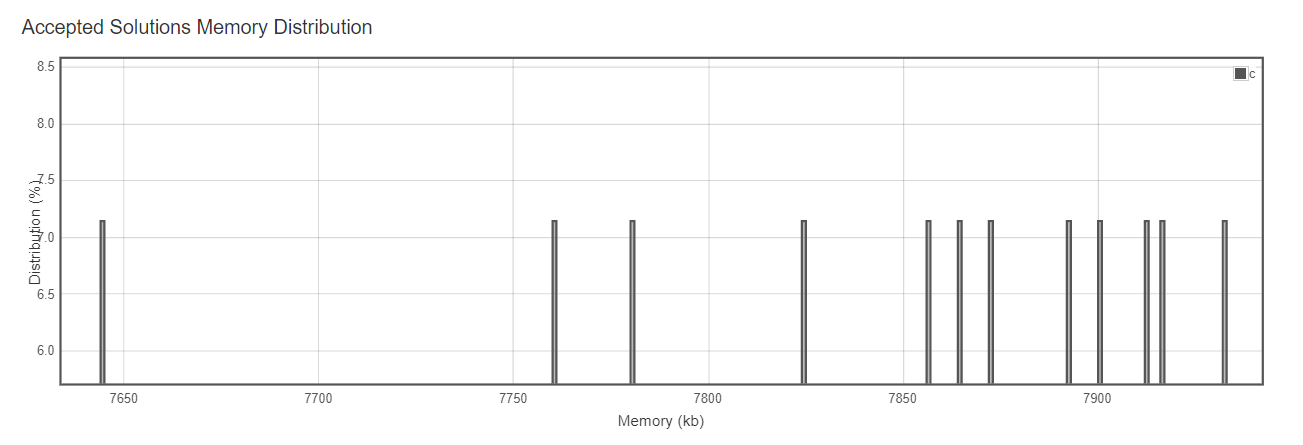 Accepted Solutions Memory Distribution
c
8.5
8.0
7.5
7.0
6.5
6.0
Distribution (%)
7650 7700 7750 7800 7850 7900
Memory (kb)